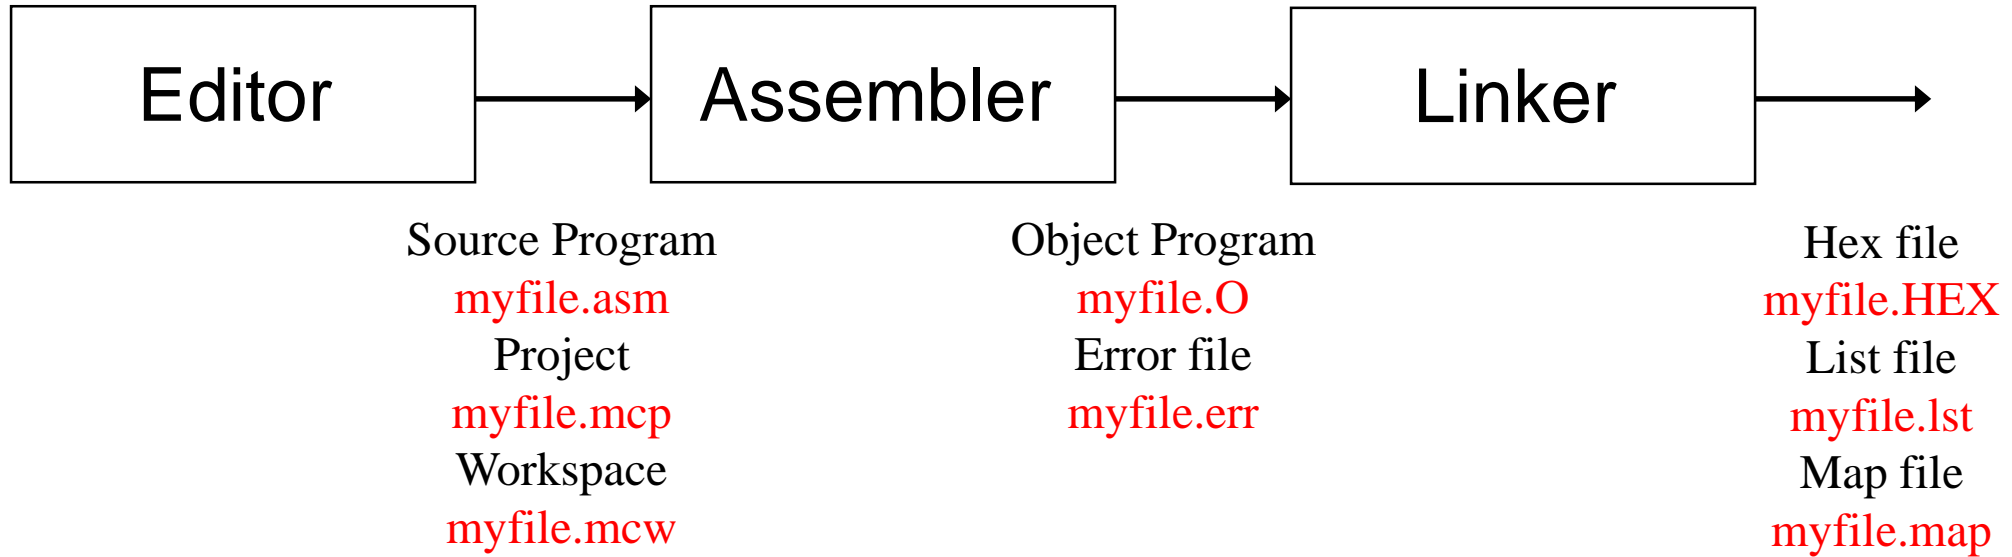 Editor
Assembler
Linker
Source Program
myfile.asm
Project
myfile.mcp
Workspace
myfile.mcw
Object Program
myfile.O
Error file
myfile.err
Hex file
myfile.HEX
List file
myfile.lst
Map file
myfile.map